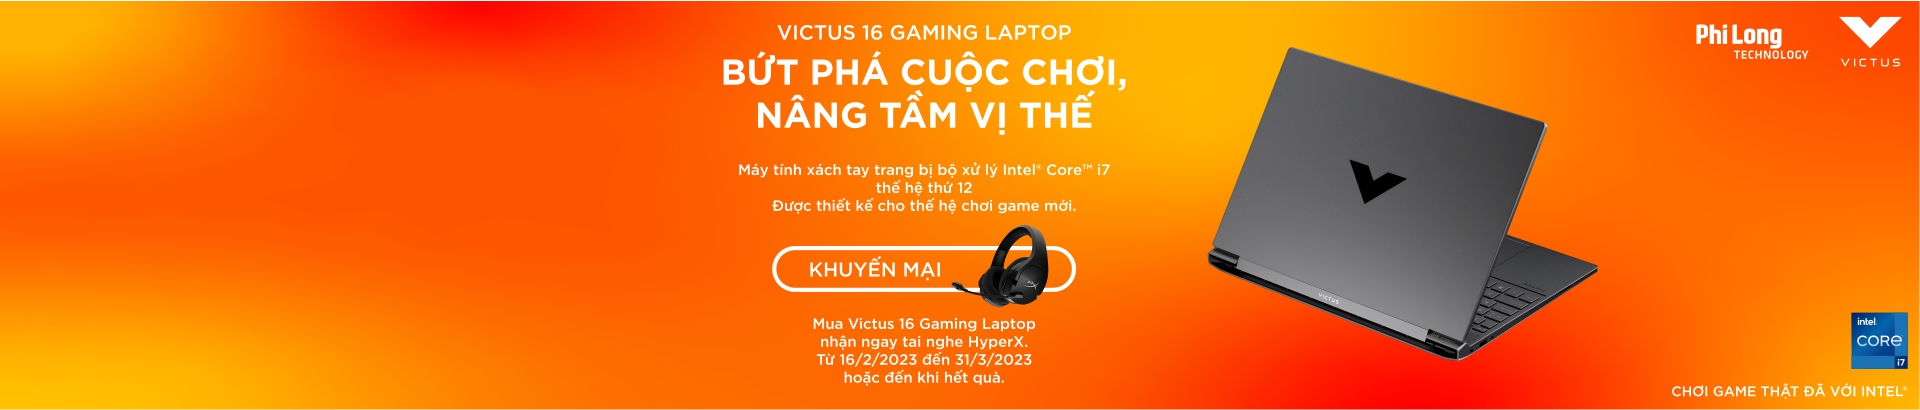 VICTUS 16 GAMING LAPTOP
BỨT PHÁ CUỘC CHƠI,
NÂNG TẦM VỊ THẾ
Máy tính xách tay trang bị bộ xử lý Intel® Core™ i7
thế hệ thứ 12
Được thiết kế cho thế hệ chơi game mới.
KHUYẾN MẠI
Mua Victus 16 Gaming Laptop
nhận ngay tai nghe HyperX.
Từ 16/2/2023 đến 31/3/2023
hoặc đến khi hết quà.
VICTUS
Phi Long
TECHNOLOGY
VICTUS
intel.
CORE
i7
CHƠI GAME THẬT ĐÃ VỚI INTEL®